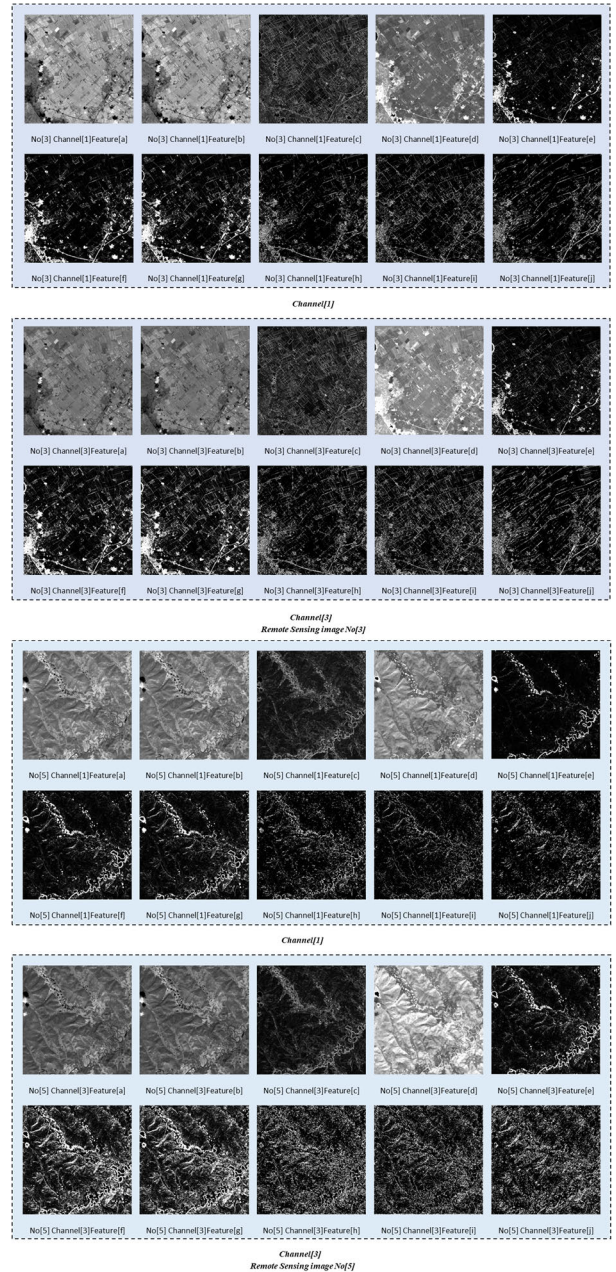 No[3] Channel[1]Feature[a] No[3] Channel[1]Feature[b] No[3] Channel[1]Feature[c] No[3] Channel[1]Feature[d] No[3] Channel[1]Feature[e]
No[3] Channel[1]Feature[f] No[3] Channel[1]Feature[g] No[3] Channel[1]Feature[h] No[3] Channel[1]Feature[i] No[3] Channel[1]Feature[j]
Channel[1]
No[3] Channel[3]Feature[a] No[3] Channel[3]Feature[b] No[3] Channel[3]Feature[c] No[3] Channel[3]Feature[d] No[3] Channel[3]Feature[e]
No[3] Channel[3]Feature[f] No[3] Channel[3]Feature[g] No[3] Channel[3]Feature[h] No[3] Channel[3]Feature[i] No[3] Channel[3]Feature[j]
Channel[3]
Remote Sensing image No[3]
No[5] Channel[1]Feature[a] No[5] Channel[1]Feature[b] No[5] Channel[1]Feature[c] No[5] Channel[1]Feature[d] No[5] Channel[1]Feature[e]
No[5] Channel[1]Feature[f] No[5] Channel[1]Feature[g] No[5] Channel[1]Feature[h] No[5] Channel[1]Feature[i] No[5] Channel[1]Feature[j]
Channel[1]
No[5] Channel[3]Feature[a] No[5] Channel[3]Feature[b] No[5] Channel[3]Feature[c] No[5] Channel[3]Feature[d] No[5] Channel[3]Feature[e]
No[5] Channel[3]Feature[f] No[5] Channel[3]Feature[g] No[5] Channel[3]Feature[h] No[5] Channel[3]Feature[i] No[5] Channel[3]Feature[j]
Channel[3]
Remote Sensing image No[5]